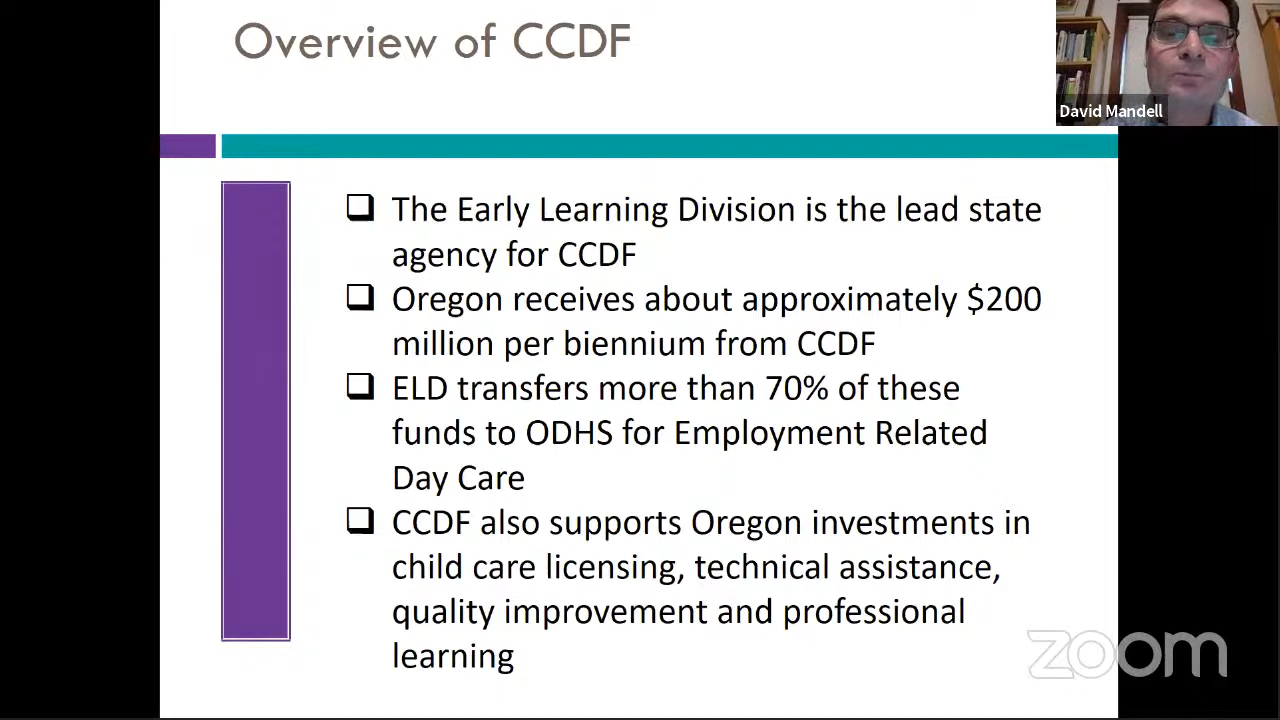 Overview of CCDF
David Mandell
❑ The Early Learning Division is the lead state
agency for CCDF
❑ Oregon receives about approximately $200
million per biennium from CCDF
❑ ELD transfers more than 70% of these
funds to ODHS for Employment Related
Day Care
❑ CCDF also supports Oregon investments in
child care licensing, technical assistance,
quality improvement and professional
learning
zoom